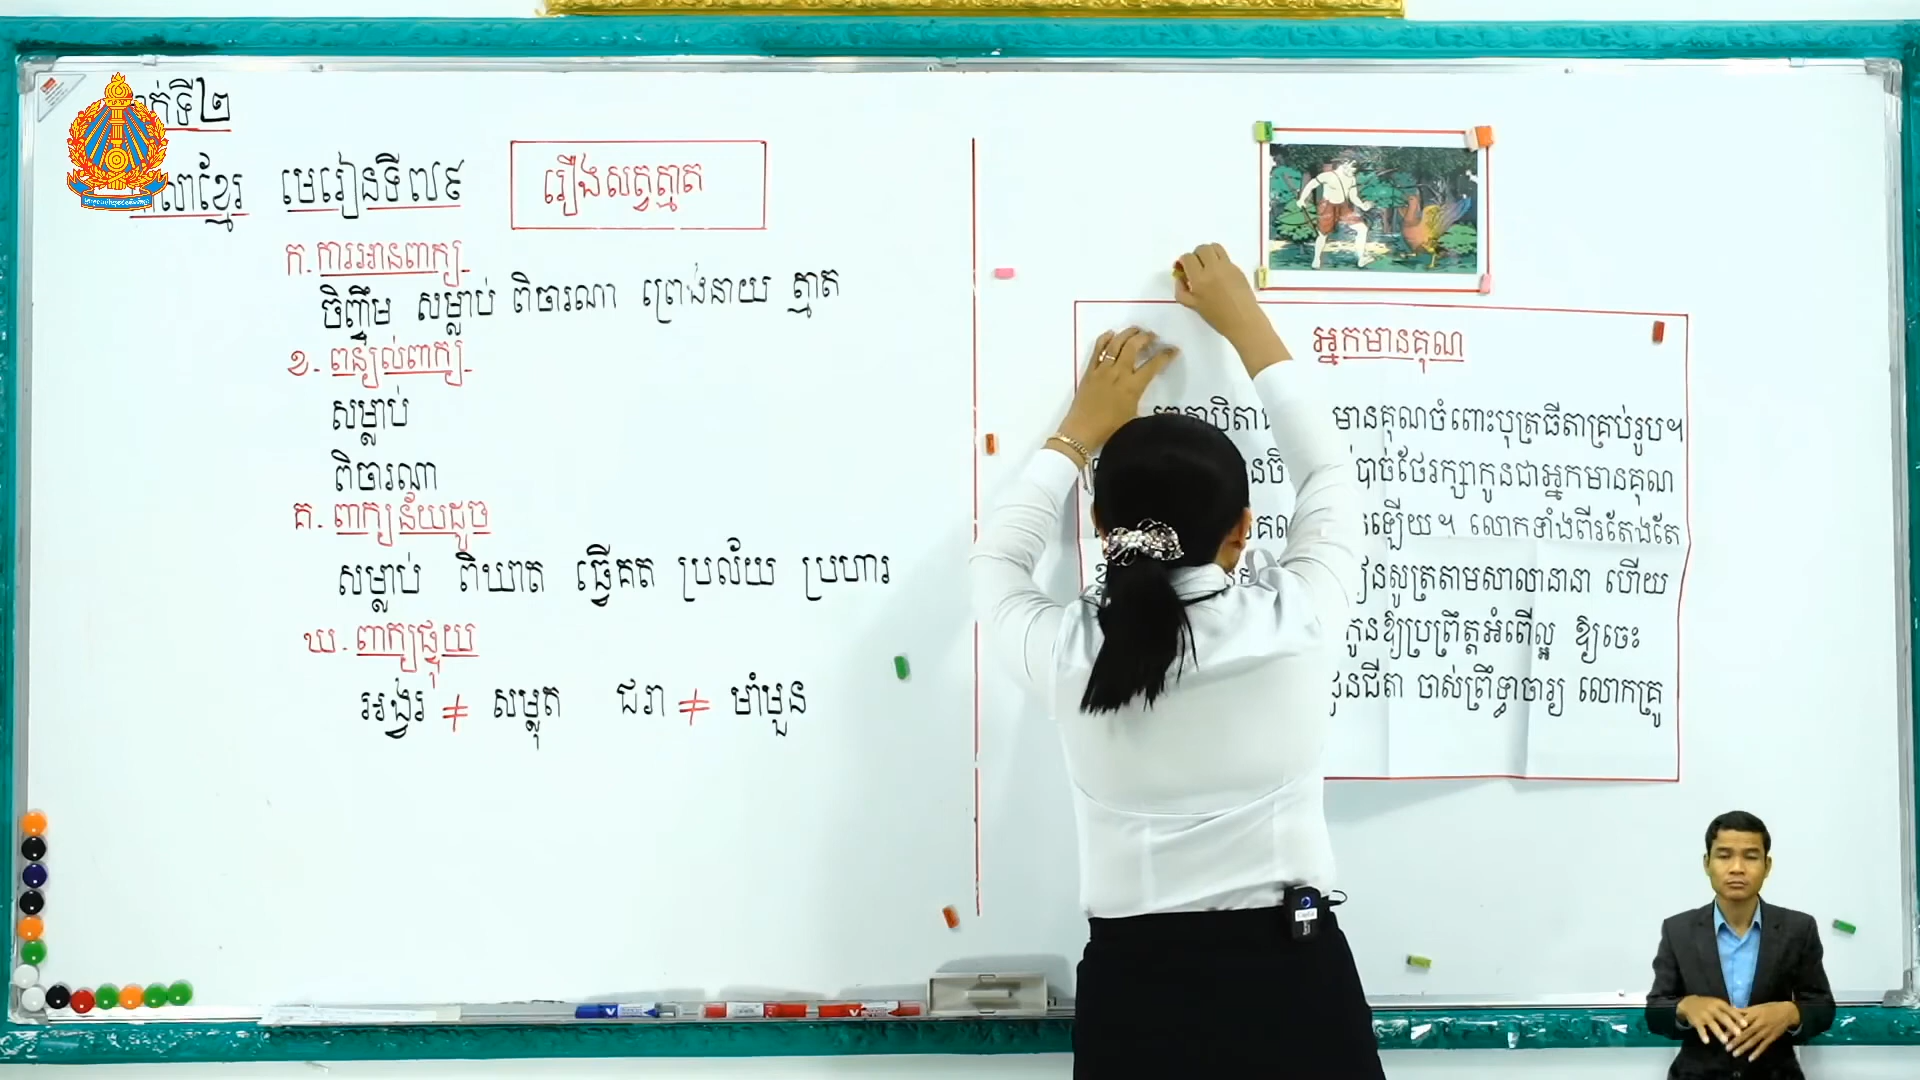 ទី២
ខ្មែរ មេរៀនទី៧៩ រឿងសត្វត្មាត
ក. ការអានពាក្យ
ចិញ្ចឹម សម្លាប់ ពិចារណា ព្រេងនាយ ត្មាត
ខ. ពន្យល់ពាក្យ
សម្លាប់
ពិចារណា
គ. ពាក្យន័យដូច
សម្លាប់ ពិឃាត ធ្វើគត ប្រល័យ ប្រហារ
ឃ. ពាក្យផ្ទុយ
អង្វរ ≠ សម្លុត ជរា ≠ មាំមួន
អ្នកមានគុណ
មានគុណចំពោះបុត្រធីតាគ្រប់រូប។
បាច់ថែរក្សាកូនជាអ្នកមានគុណ
ឡើយ។ លោកទាំងពីរតែងតែ
រៀនសូត្រតាមសាលានានា ហើយ
កូនឱ្យប្រព្រឹត្តអំពើល្អ ឱ្យចេះ
ដូនជីតា ចាស់ព្រឹទ្ធាចារ្យ លោកគ្រូ